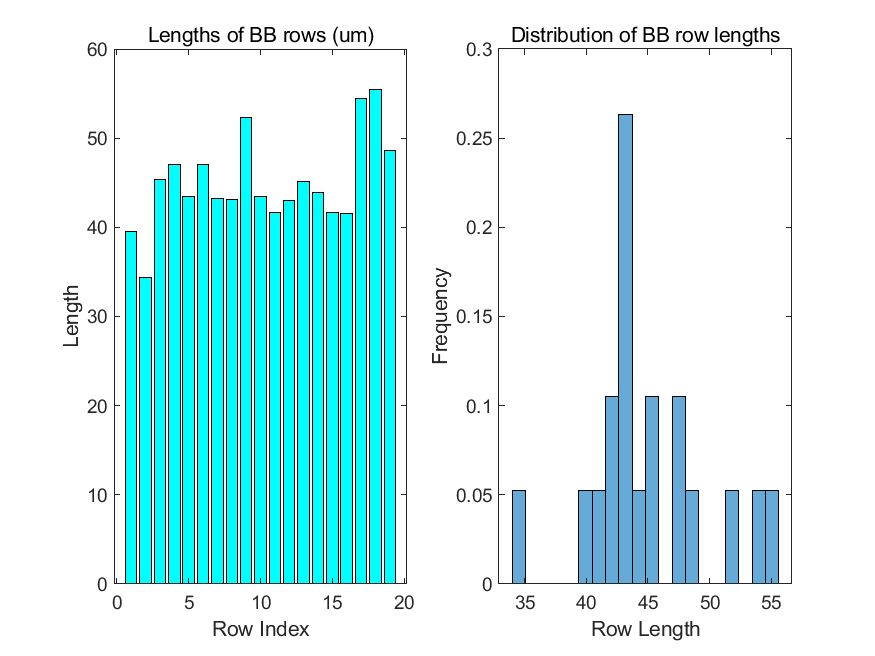 Lengths of BB rows (um)
60
50
40
30
20
10
0
0 5 10 15 20
Length
Row Index
Distribution of BB row lengths
0.3
0.25
0.2
0.15
0.1
0.05
0
35 40 45 50 55
Frequency
Row Length